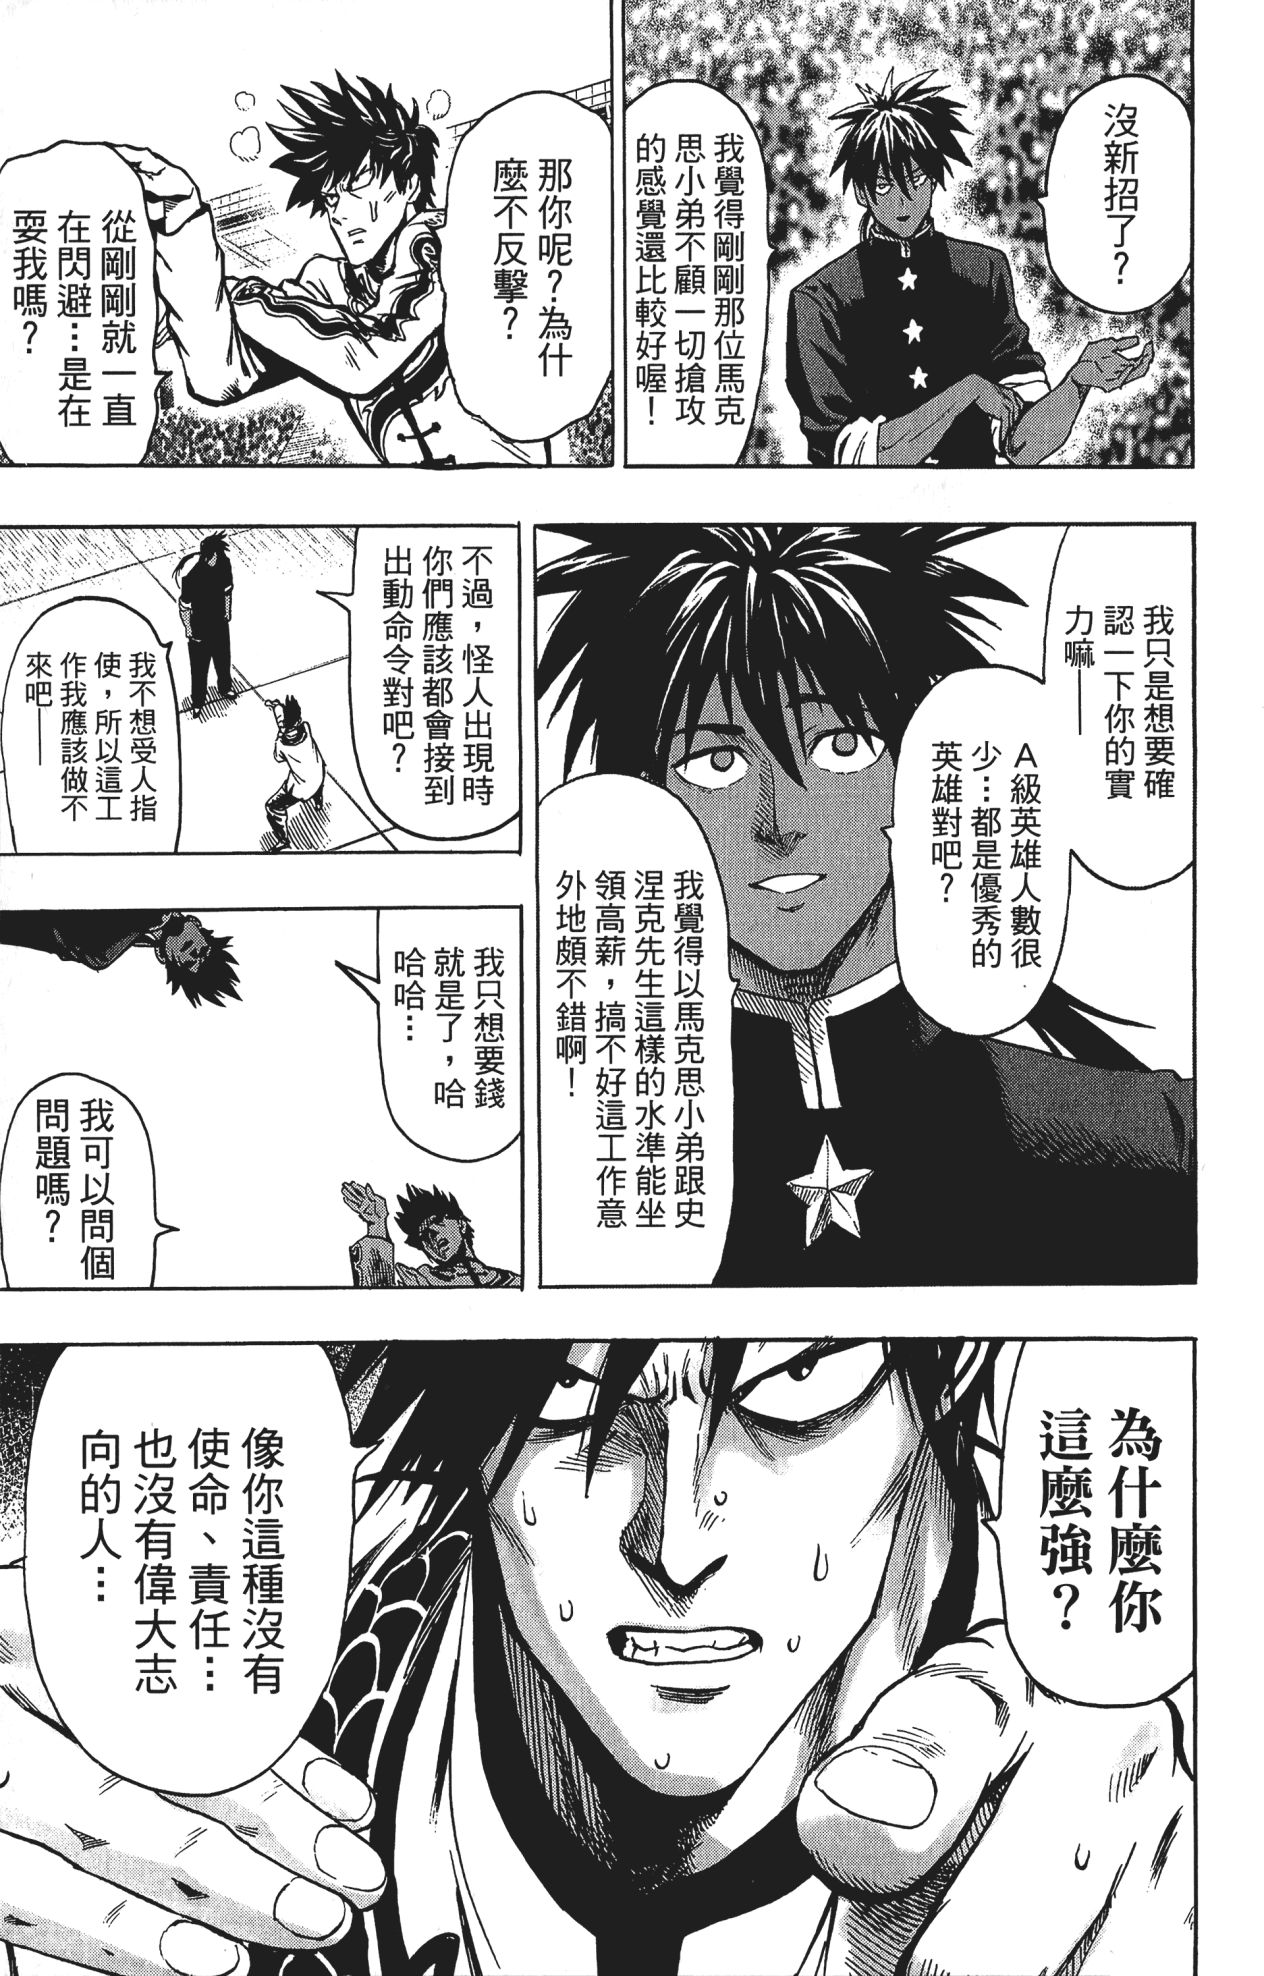 沒新招了？
我覺得剛剛那位馬克
思小弟不顧一切搶攻
的感覺還比較好喔！
那你呢？為什
麼不反擊？
從剛剛就一直
在閃避…是在
耍我嗎？
我只是想要確
認一下你的實
力嘛——
Ａ級英雄人數很
少…都是優秀的
英雄對吧？
我覺得以馬克思小弟跟史
涅克先生這樣的水準能坐
領高薪，搞不好這工作意
外地頗不錯啊！
不過，怪人出現時
你們應該都會接到
出動命令對吧？
我不想受人指
使，所以這工
作我應該做不
來吧——
我只想要錢
就是了，哈
哈哈…
我可以問個
問題嗎？
為什麼你
這麼強？
像你這種沒有
使命、責任…
也沒有偉大志
向的人…